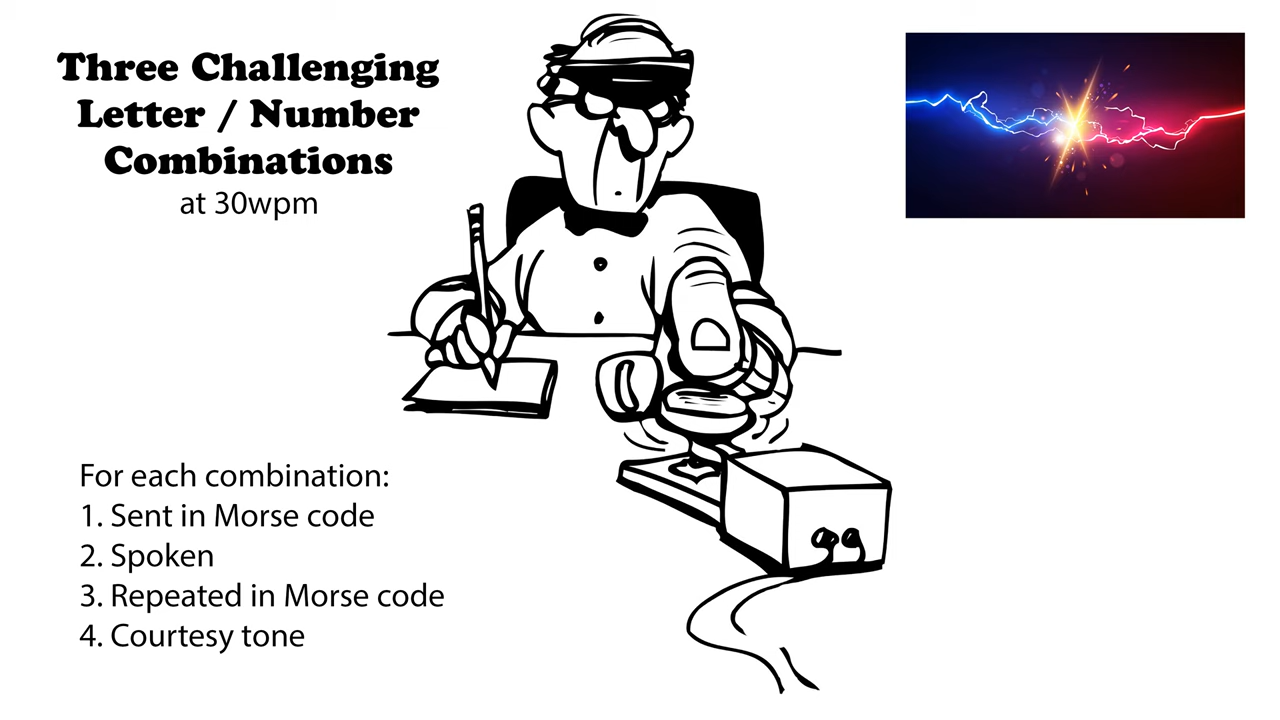 Three Challenging
Letter / Number
Combinations
at 30wpm
For each combination:
1. Sent in Morse code
2. Spoken
3. Repeated in Morse code
4. Courtesy tone